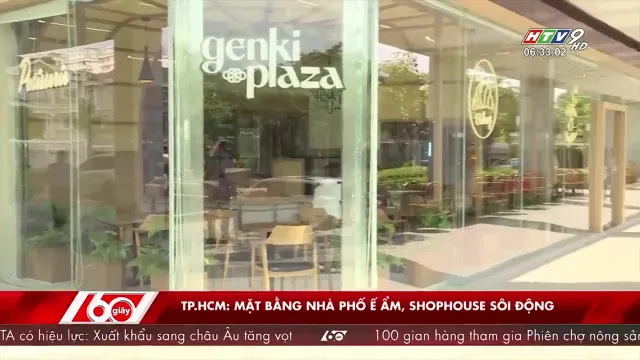 HTV9 HD
06:33:02
genki
plaza
Patisserie
60 giây
TP.HCM: MẶT BẰNG NHÀ PHỐ Ế ẨM, SHOPHOUSE SÔI ĐỘNG
TA có hiệu lực: Xuất khẩu sang châu Âu tăng vọt
60
100 gian hàng tham gia Phiên chợ nông sả